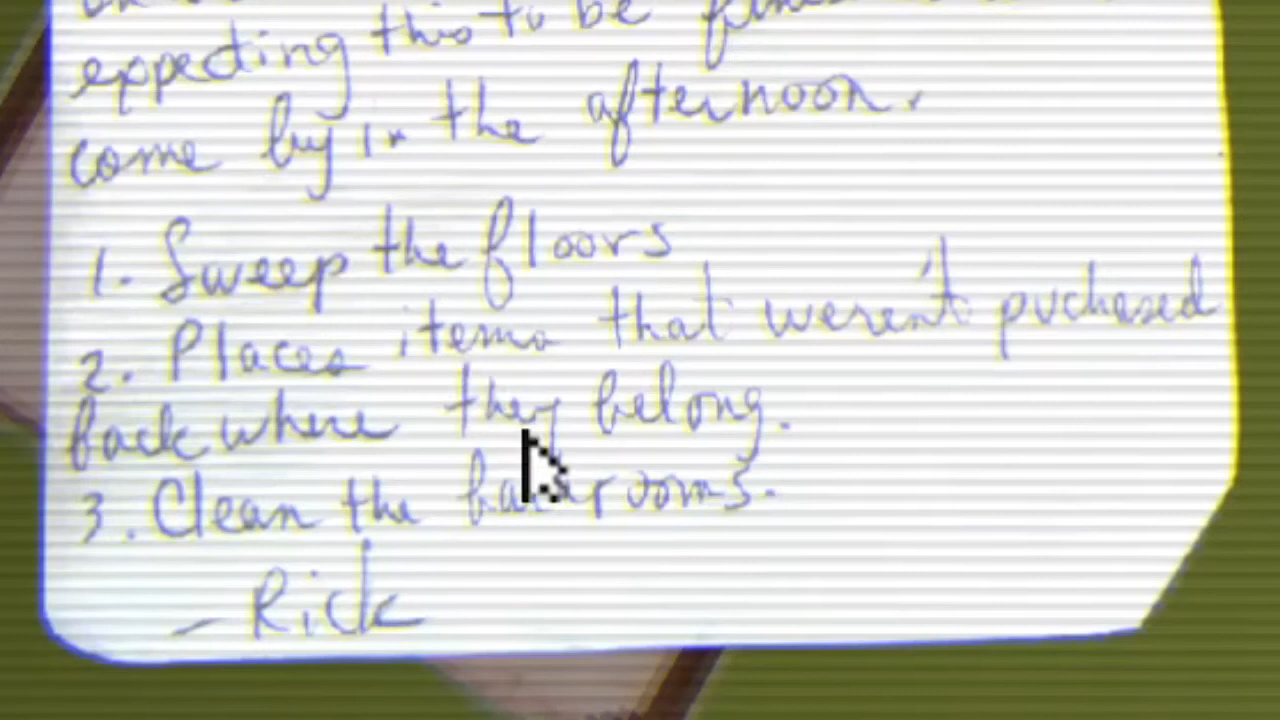 expecting this to be
come by in the afternoon.
1. Sweep the floors
2. Places items that weren't puchased
back where they belong.
3. Clean the bathrooms.
- Rick